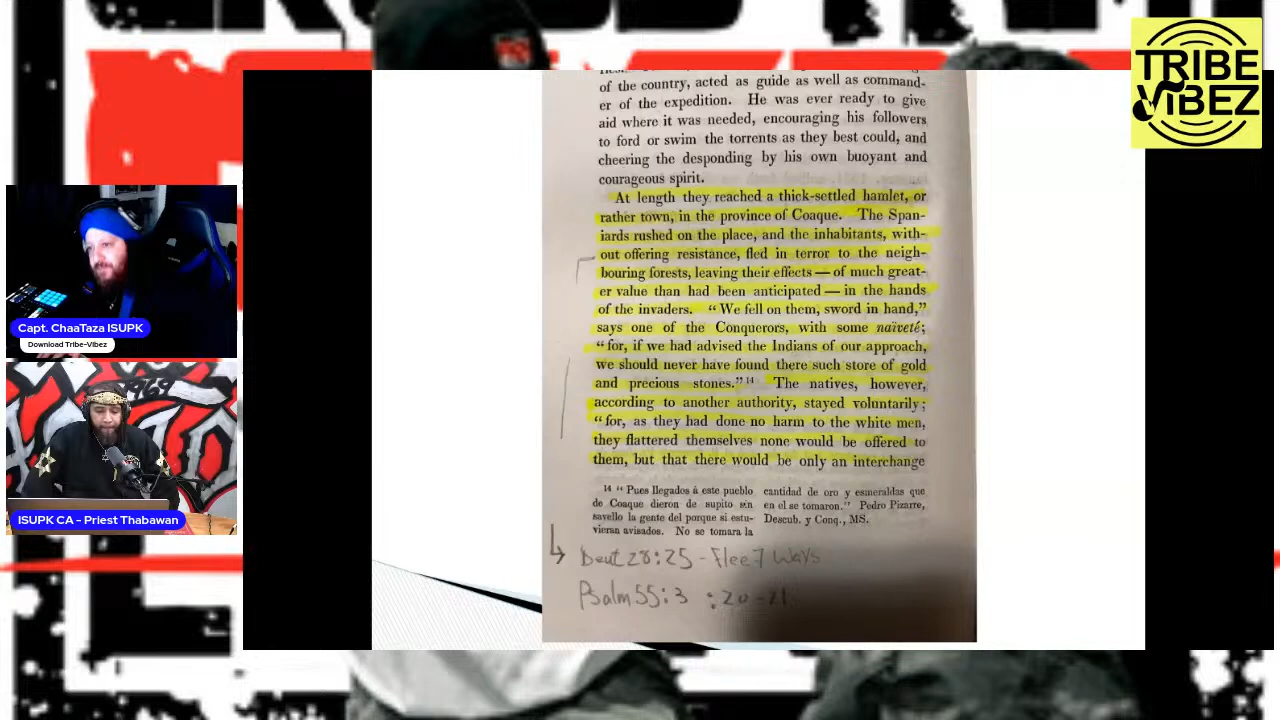 TRIBE
VIBEZ
of the country, acted as guide as well as command-
er of the expedition. He was ever ready to give
aid where it was needed, encouraging his followers
to ford or swim the torrents as they best could, and
cheering the desponding by his own buoyant and
courageous spirit.
At length they reached a thick-settled hamlet, or
rather town, in the province of Coaque. The Span-
iards rushed on the place, and the inhabitants, with-
out offering resistance, fled in terror to the neigh-
bouring forests, leaving their effects — of much great-
er value than had been anticipated — in the hands
of the invaders. "We fell on them, sword in hand,"
says one of the Conquerors, with some naïveté;
"for, if we had advised the Indians of our approach,
we should never have found there such store of gold
and precious stones." 14 The natives, however,
according to another authority, stayed voluntarily;
"for, as they had done no harm to the white men,
they flattered themselves none would be offered to
them, but that there would be only an interchange
14 "Pues llegados á este pueblo
de Coaque dieron de supito sin
savello la gente del porque si estu-
vieran avisados. No se tomara la
cantidad de oro y esmeraldas que
en el se tomaron." Pedro Pizarro,
Descub. y Conq., MS.
Deut 28:25 - Flee 7 Ways
Psalm 55:3 :20-21
Capt. ChaaTaza ISUPK
Download Tribe-Vibez
1969
ISUPK CA - Priest Thabawan